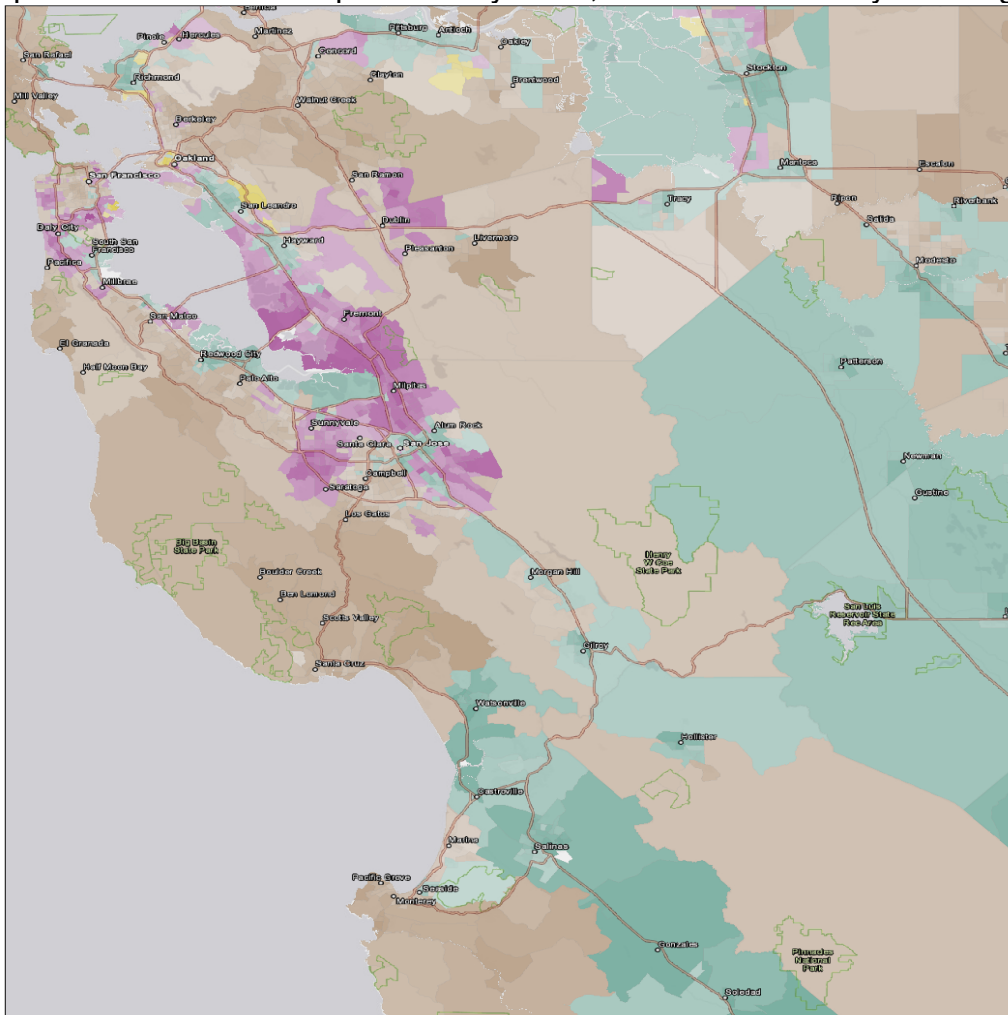 Pinole
Hercules
Martinez
Pittsburg
Antioch
Oakley
San Rafael
Concord
Clayton
Brentwood
Richmond
Stockton
Mill Valley
Walnut Creek
Berkeley
Oakland
San Francisco
San Ramon
Manteca
Escalon
San Leandro
Tracy
Ripon
Riverbank
Daly City
South San
Francisco
Hayward
Dublin
Livermore
Pleasanton
Salida
Modesto
Pacifica
Millbrae
San Mateo
Fremont
El Granada
Half Moon Bay
Redwood City
Palo Alto
Milpitas
Patterson
Sunnyvale
Santa Clara
San Jose
Alum Rock
Campbell
Saratoga
Newman
Gustine
Los Gatos
Big Basin
State Park
Henry
W Coe
State Park
Boulder Creek
Ben Lomond
Morgan Hill
San Luis
Reservoir State
Rec Area
Scotts Valley
Gilroy
Santa Cruz
Watsonville
Hollister
Castroville
Marina
Salinas
Pacific Grove
Seaside
Monterey
Gonzales
Pinnacles
National
Park
Soledad